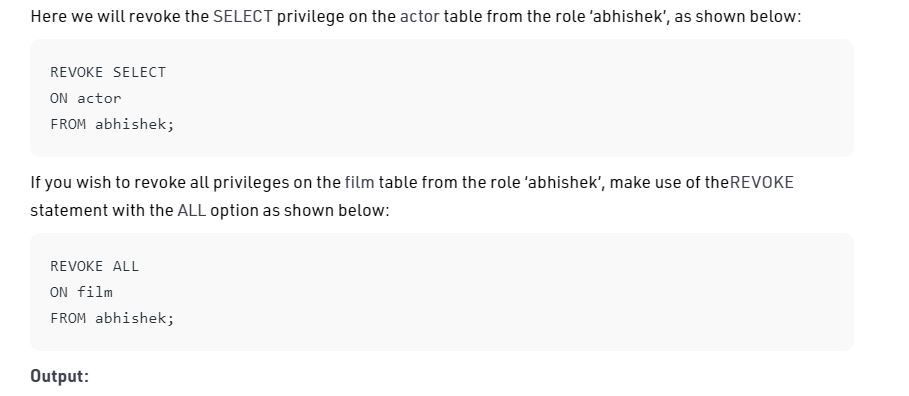 Here we will revoke the SELECT privilege on the actor table from the role ‘abhishek’, as shown below:
REVOKE SELECT
ON actor
FROM abhishek;
If you wish to revoke all privileges on the film table from the role ‘abhishek’, make use of theREVOKE
statement with the ALL option as shown below:
REVOKE ALL
ON film
FROM abhishek;
Output: